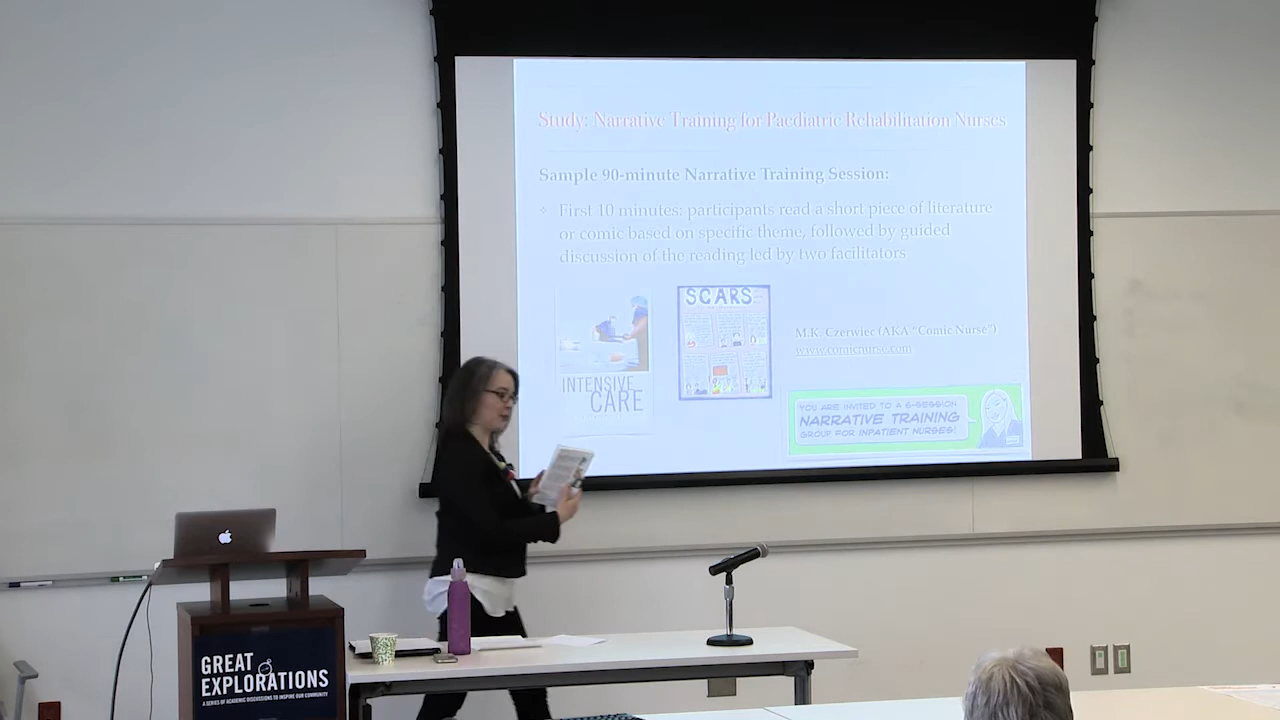 Study: Narrative Training for Paediatric Rehabilitation Nurses
Sample 90-minute Narrative Training Session:
First 10 minutes: participants read a short piece of literature
or comic based on specific theme, followed by guided
discussion of the reading led by two facilitators
SCARS
INTENSIVE
CARE
M.K. Czerwiec (AKA "Comic Nurse")
www.comicnurse.com
YOU ARE INVITED TO A 6-SESSION
NARRATIVE TRAINING
GROUP FOR INPATIENT NURSES!
GREAT
EXPLORATIONS
A SERIES OF ACADEMIC DISCUSSIONS TO INSPIRE OUR COMMUNITY